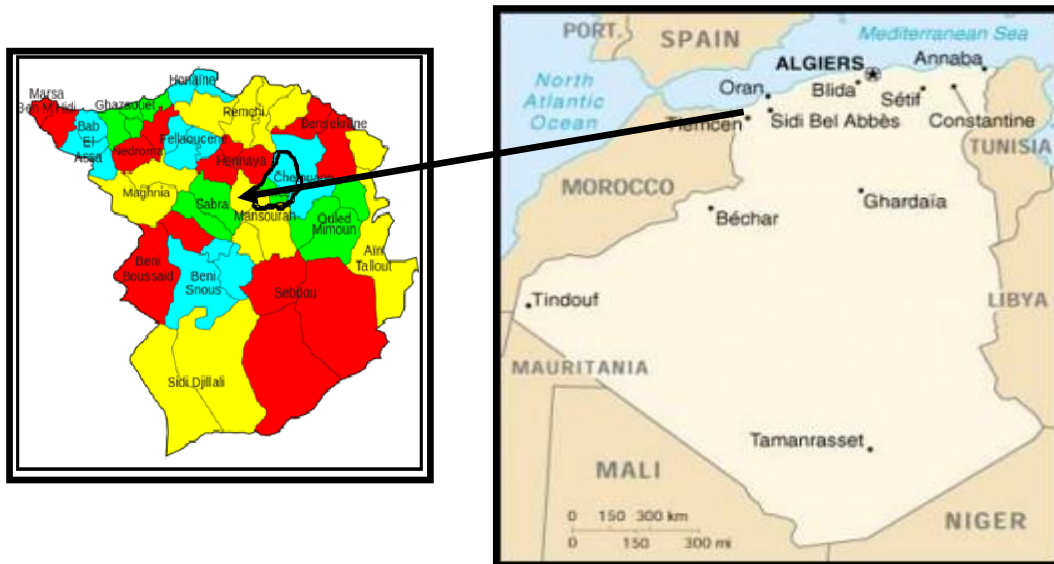 Honaine
Marsa
Ben M'Hidi
Ghazaouet
Remchi
Bab
El
Assa
Bensekrane
Fellaoucene
Nedroma
Hennaya
Maghnia
Sabra
Mansourah
Ouled
Mimoun
Aïn
Tallout
Beni
Boussaid
Beni
Snous
Sebdou
Sidi Djillali
PORT.
SPAIN
Mediterranean Sea
ALGIERS
Annaba
North
Atlantic
Ocean
Oran
Blida
Sétif
Tlemcen
Sidi Bel Abbès
Constantine
TUNISIA
MOROCCO
Béchar
Ghardaïa
Tindouf
LIBYA
MAURITANIA
Tamanrasset
MALI
NIGER
0 150 300 km
0 150 300 mi